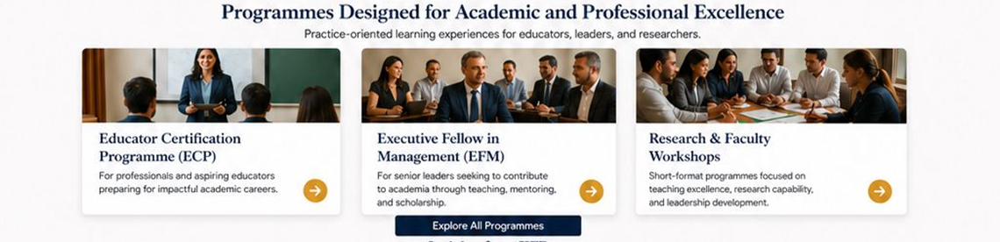 Programmes Designed for Academic and Professional Excellence
Practice-oriented learning experiences for educators, leaders, and researchers.
Educator Certification
Programme (ECP)
For professionals and aspiring educators
preparing for impactful academic careers.
Executive Fellow in
Management (EFM)
For senior leaders seeking to contribute
to academia through teaching, mentoring,
and scholarship.
Research & Faculty
Workshops
Short-format programmes focused on
teaching excellence, research capability,
and leadership development.
Explore All Programmes